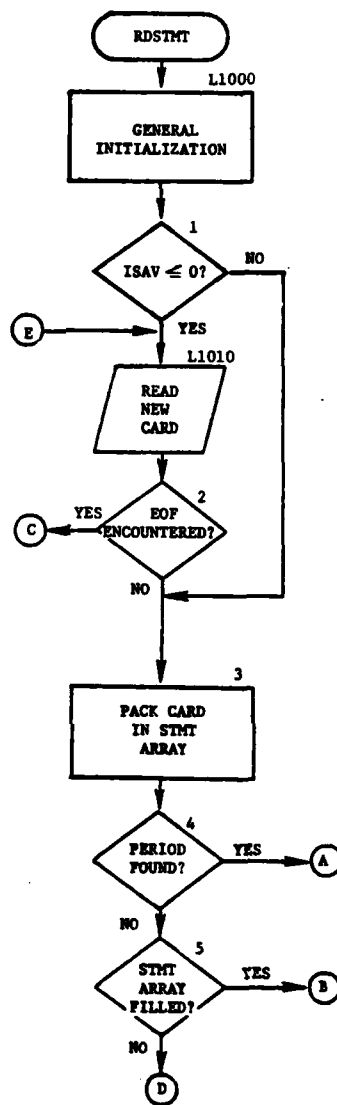 RDSTMT
L1000
GENERAL
INITIALIZATION
1
ISAV ≤ 0?
NO
E
YES
L1010
READ
NEW
CARD
2
YES
EOF
C
ENCOUNTERED?
NO
3
PACK CARD
IN STMT
ARRAY
4
PERIOD
FOUND?
YES
A
NO
5
STMT
ARRAY
FILLED?
YES
B
NO
D